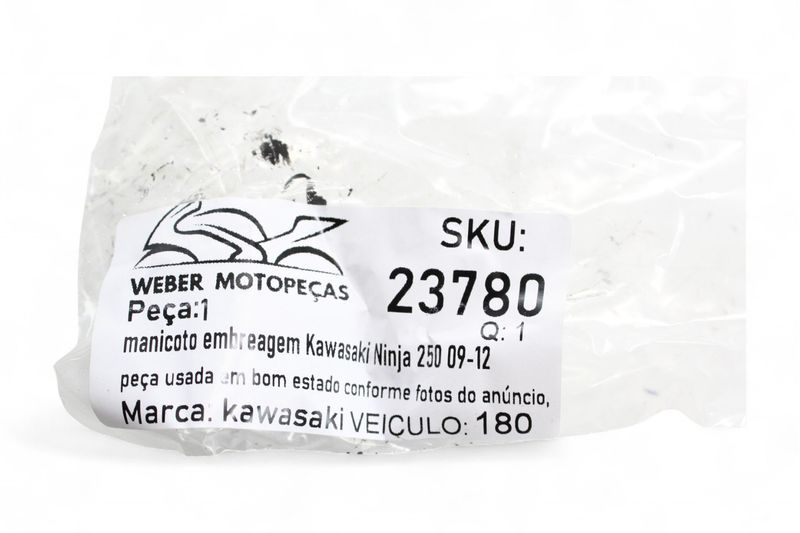 WEBER MOTOPEÇAS
SKU:
23780
Peça:1
Q: 1
manicoto embreagem Kawasaki Ninja 250 09-12
peça usada em bom estado conforme fotos do anúncio,
Marca: kawasaki VEIÇULO: 180